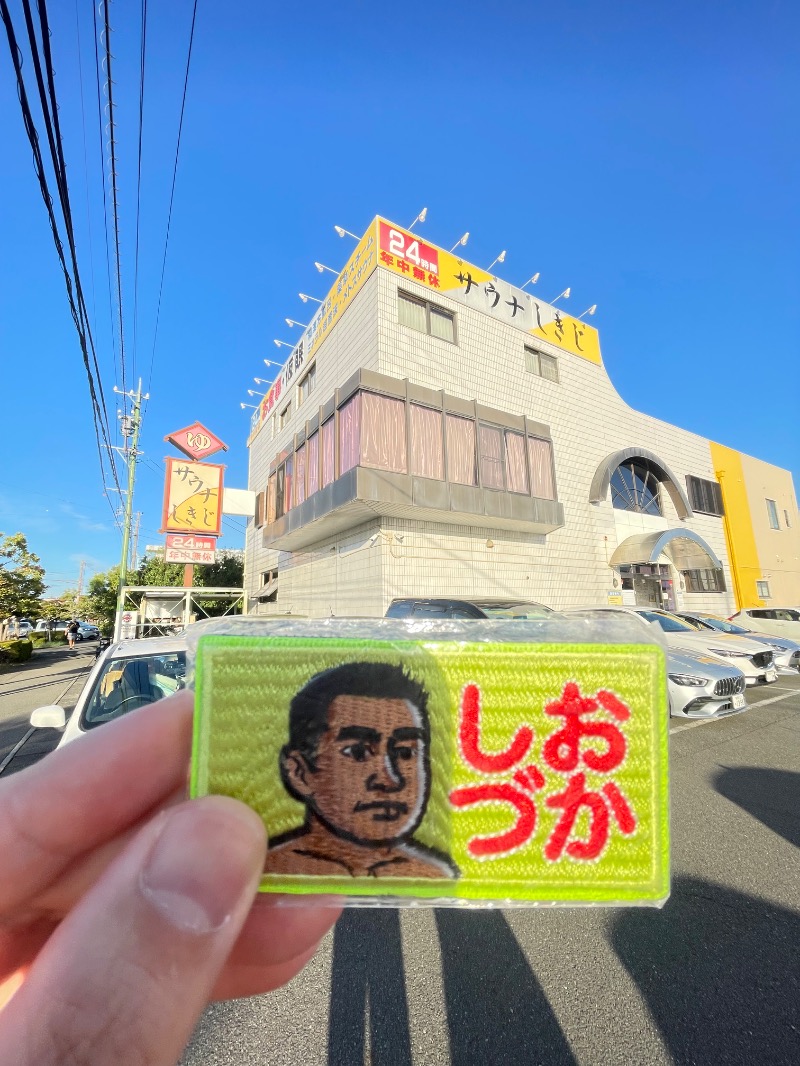 24時間
年中無休
サウナしきじ
ゆ
サウナ
しきじ
24時間
年中無休
しづ
おか